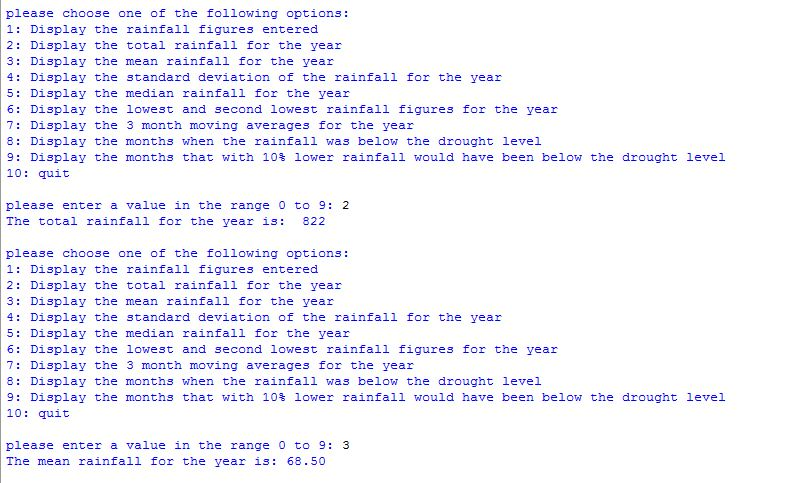 please choose one of the following options:
1: Display the rainfall figures entered
2: Display the total rainfall for the year
3: Display the mean rainfall for the year
4: Display the standard deviation of the rainfall for the year
5: Display the median rainfall for the year
6: Display the lowest and second lowest rainfall figures for the year
7: Display the 3 month moving averages for the year
8: Display the months when the rainfall was below the drought level
9: Display the months that with 10% lower rainfall would have been below the drought level
10: quit

please enter a value in the range 0 to 9: 2
The total rainfall for the year is:  822

please choose one of the following options:
1: Display the rainfall figures entered
2: Display the total rainfall for the year
3: Display the mean rainfall for the year
4: Display the standard deviation of the rainfall for the year
5: Display the median rainfall for the year
6: Display the lowest and second lowest rainfall figures for the year
7: Display the 3 month moving averages for the year
8: Display the months when the rainfall was below the drought level
9: Display the months that with 10% lower rainfall would have been below the drought level
10: quit

please enter a value in the range 0 to 9: 3
The mean rainfall for the year is: 68.50